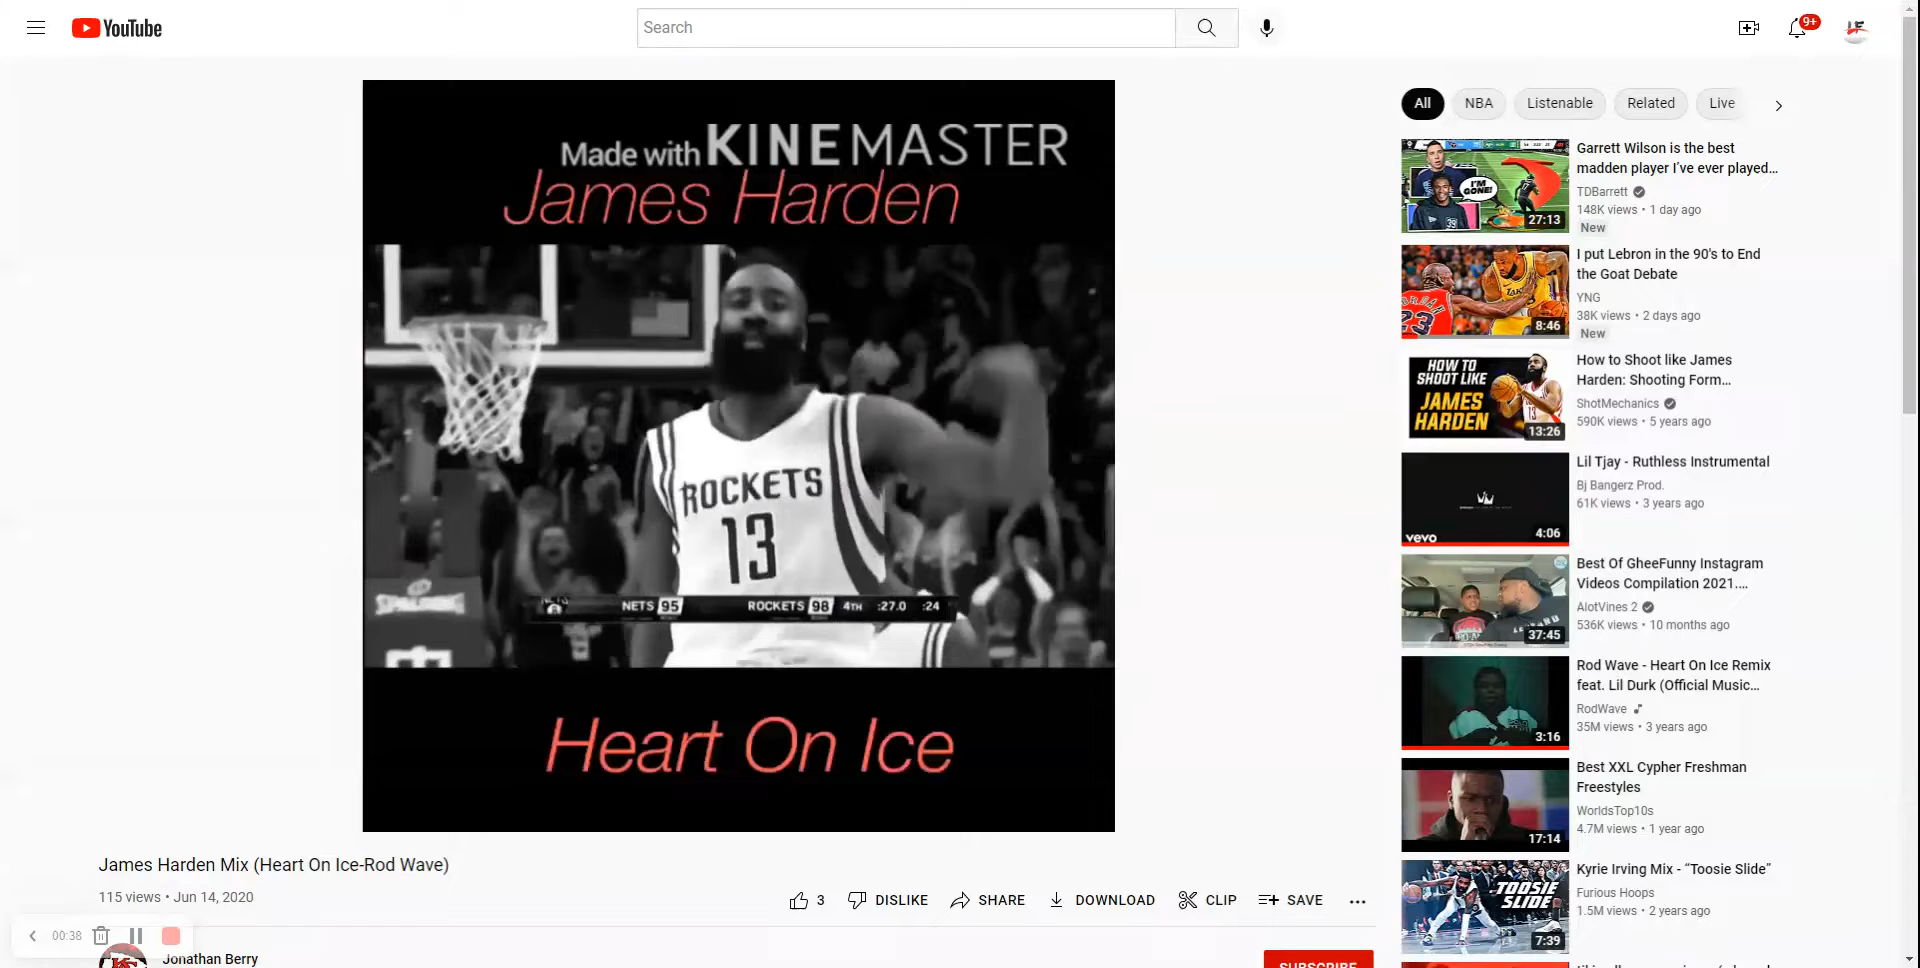 YouTube
Search
9+
Made with KINEMASTER
James Harden
ROCKETS
13
NETS 95 ROCKETS 98 4TH :27.0 :24
Heart On Ice
James Harden Mix (Heart On Ice-Rod Wave)
115 views • Jun 14, 2020
3 DISLIKE SHARE DOWNLOAD CLIP SAVE
00:38
Jonathan Berry
SUBSCRIBE
All NBA Listenable Related Live
I'M GONE!
27:13
Garrett Wilson is the best
madden player I've ever played...
TDBarrett
148K views • 1 day ago
New
23
8:46
I put Lebron in the 90's to End
the Goat Debate
YNG
38K views • 2 days ago
New
HOW TO
SHOOT LIKE
JAMES
HARDEN
13
13:26
How to Shoot like James
Harden: Shooting Form...
ShotMechanics
590K views • 5 years ago
vevo
4:06
Lil Tjay - Ruthless Instrumental
Bj Bangerz Prod.
61K views • 3 years ago
37:45
Best Of GheeFunny Instagram
Videos Compilation 2021....
AlotVines 2
536K views • 10 months ago
3:16
Rod Wave - Heart On Ice Remix
feat. Lil Durk (Official Music...
RodWave
35M views • 3 years ago
17:14
Best XXL Cypher Freshman
Freestyles
WorldsTop10s
4.7M views • 1 year ago
TOOSIE
SLIDE
7:39
Kyrie Irving Mix - “Toosie Slide”
Furious Hoops
1.5M views • 2 years ago